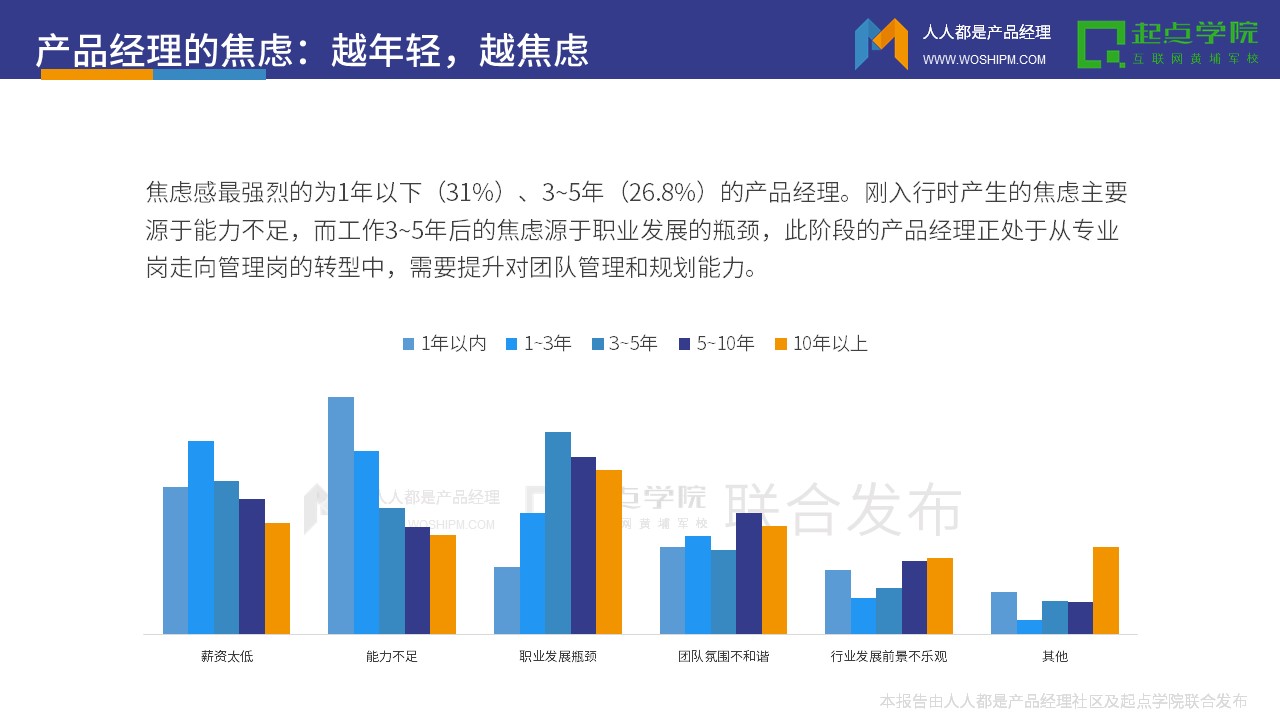 产品经理的焦虑：越年轻，越焦虑
人人都是产品经理
WWW.WOSHIPM.COM
起点学院
互联网黄埔军校
焦虑感最强烈的为1年以下（31%）、3~5年（26.8%）的产品经理。刚入行时产生的焦虑主要
源于能力不足，而工作3~5年后的焦虑源于职业发展的瓶颈，此阶段的产品经理正处于从专业
岗走向管理岗的转型中，需要提升对团队管理和规划能力。
1年以内 1~3年 3~5年 5~10年 10年以上
人人都是产品经理
WOSHIPM.COM
点学院
网黄埔军校
联合发布
薪资太低 能力不足 职业发展瓶颈 团队氛围不和谐 行业发展前景不乐观 其他
本报告由人人都是产品经理社区及起点学院联合发布